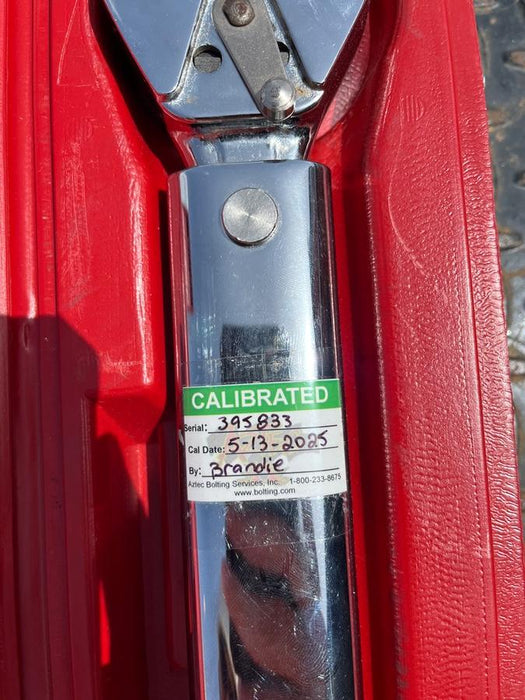 CALIBRATED
Serial: 395833
Cal Date: 5-13-2025
By: Brandie
Aztec Bolting Services, Inc. 1-800-233-8675
www.bolting.com